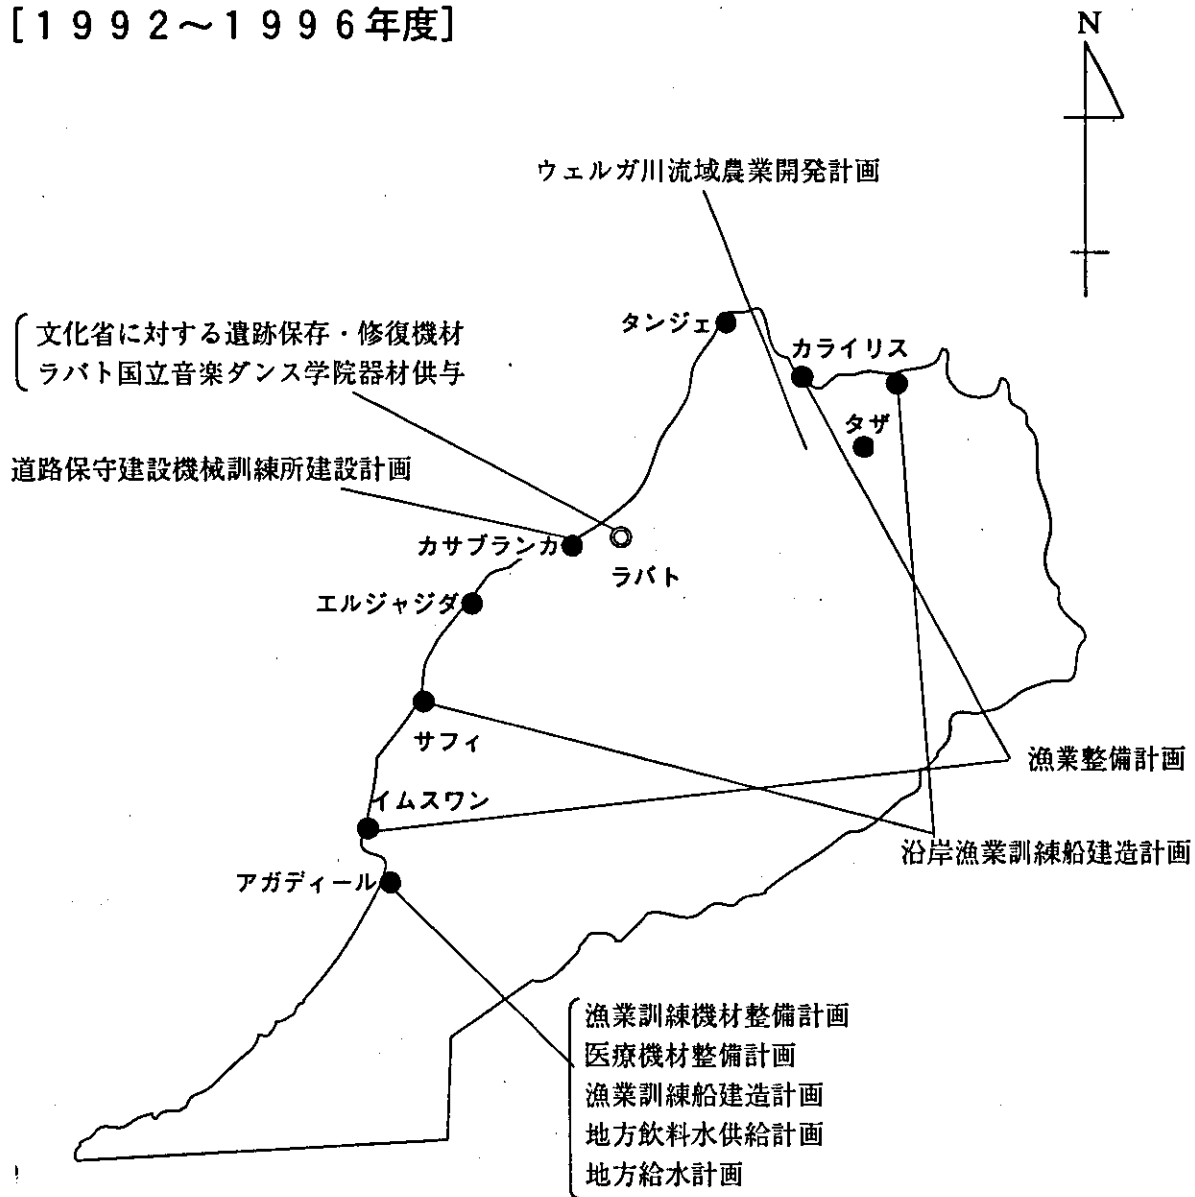 [１９９２～１９９６年度]
N
ウェルガ川流域農業開発計画
タンジェ
カライリス
文化省に対する遺跡保存・修復機材
ラバト国立音楽ダンス学院器材供与
タザ
道路保守建設機械訓練所建設計画
カサブランカ
ラバト
エルジャジダ
サフィ
漁業整備計画
イムスワン
沿岸漁業訓練船建造計画
アガディール
漁業訓練機材整備計画
医療機材整備計画
漁業訓練船建造計画
地方飲料水供給計画
地方給水計画